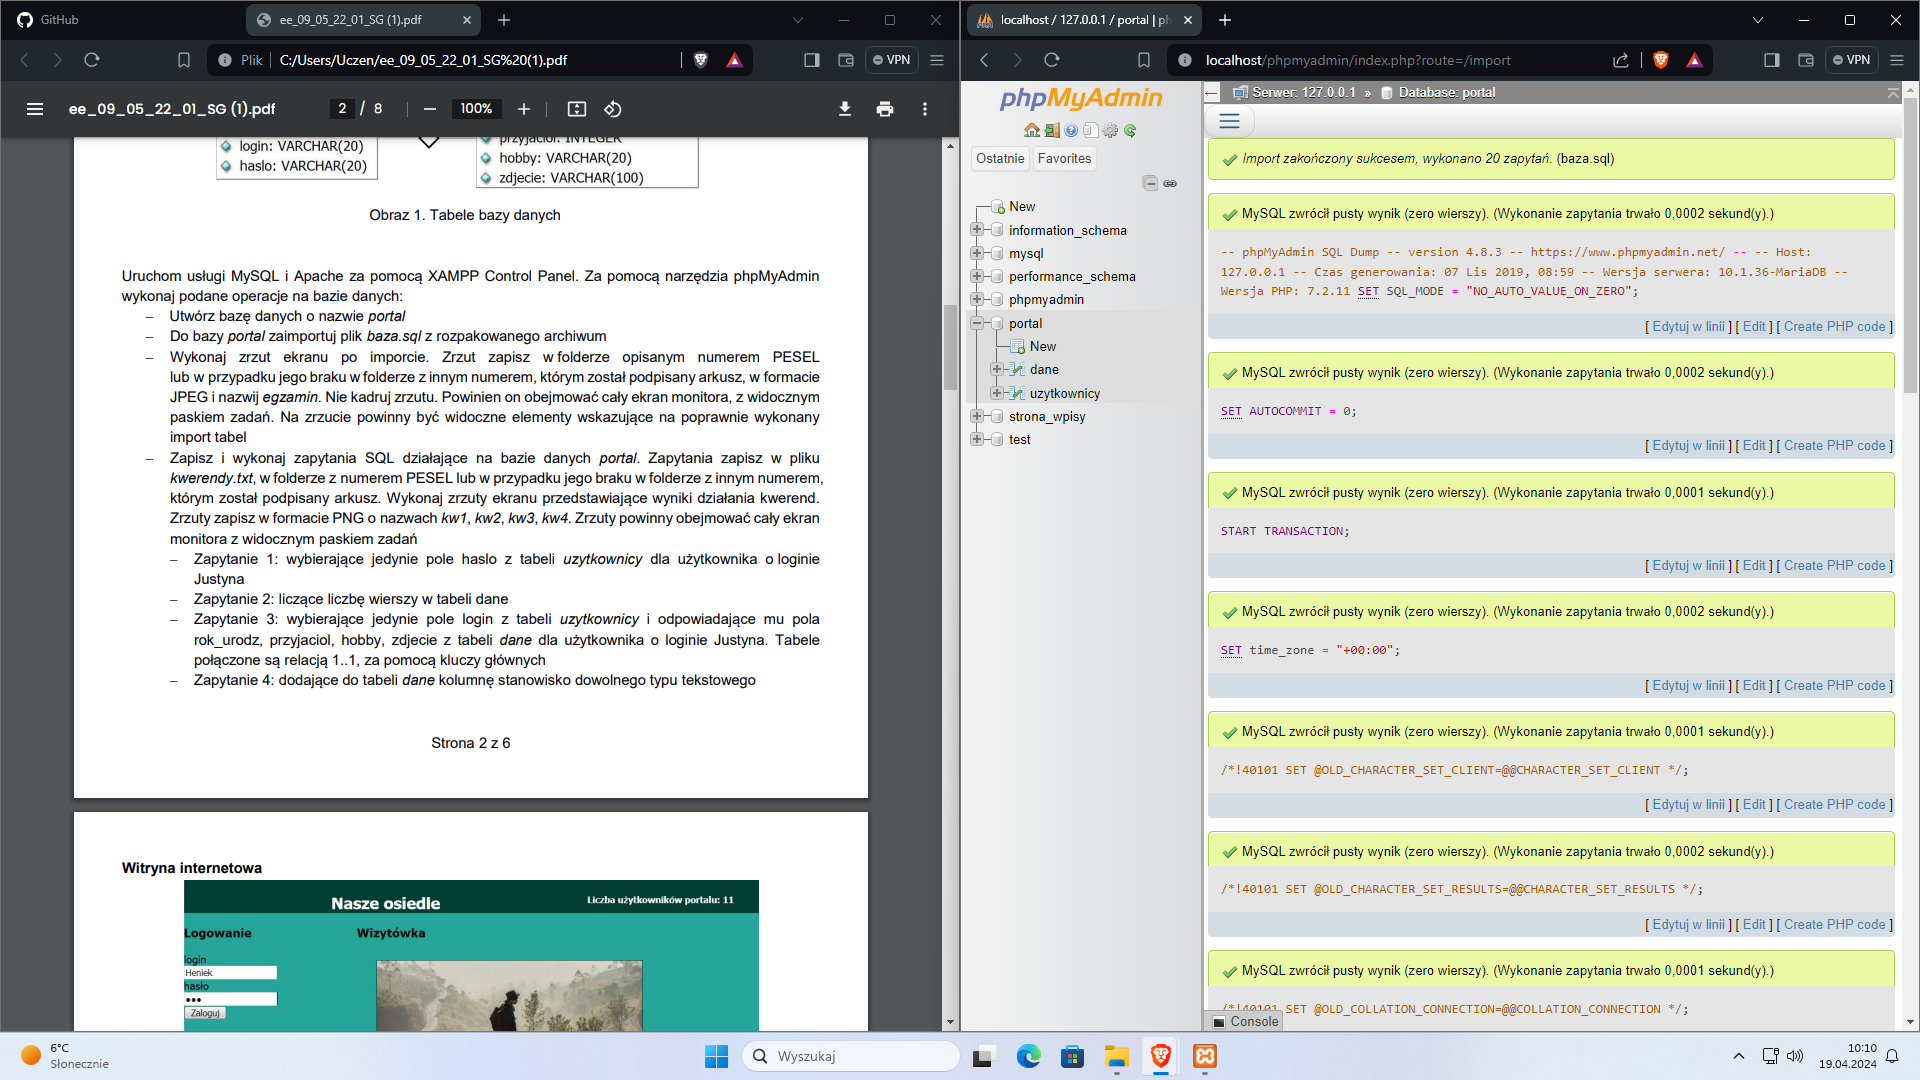 GitHub
ee_09_05_22_01_SG (1).pdf
Plik
C:/Users/Uczen/ee_09_05_22_01_SG%20(1).pdf
VPN
ee_09_05_22_01_SG (1).pdf
2 / 8
100%
login: VARCHAR(20)
haslo: VARCHAR(20)
przyjaciol: INTEGER
hobby: VARCHAR(20)
zdjecie: VARCHAR(100)
Obraz 1. Tabele bazy danych
Uruchom usługi MySQL i Apache za pomocą XAMPP Control Panel. Za pomocą narzędzia phpMyAdmin
wykonaj podane operacje na bazie danych:
– Utwórz bazę danych o nazwie portal
– Do bazy portal zaimportuj plik baza.sql z rozpakowanego archiwum
– Wykonaj zrzut ekranu po imporcie. Zrzut zapisz w folderze opisanym numerem PESEL
lub w przypadku jego braku w folderze z innym numerem, którym został podpisany arkusz, w formacie
JPEG i nazwij egzamin. Nie kadruj zrzutu. Powinien on obejmować cały ekran monitora, z widocznym
paskiem zadań. Na zrzucie powinny być widoczne elementy wskazujące na poprawnie wykonany
import tabel
– Zapisz i wykonaj zapytania SQL działające na bazie danych portal. Zapytania zapisz w pliku
kwerendy.txt, w folderze z numerem PESEL lub w przypadku jego braku w folderze z innym numerem,
którym został podpisany arkusz. Wykonaj zrzuty ekranu przedstawiające wyniki działania kwerend.
Zrzuty zapisz w formacie PNG o nazwach kw1, kw2, kw3, kw4. Zrzuty powinny obejmować cały ekran
monitora z widocznym paskiem zadań
– Zapytanie 1: wybierające jedynie pole haslo z tabeli uzytkownicy dla użytkownika o loginie
Justyna
– Zapytanie 2: liczące liczbę wierszy w tabeli dane
– Zapytanie 3: wybierające jedynie pole login z tabeli uzytkownicy i odpowiadające mu pola
rok_urodz, przyjaciol, hobby, zdjecie z tabeli dane dla użytkownika o loginie Justyna. Tabele
połączone są relacją 1..1, za pomocą kluczy głównych
– Zapytanie 4: dodające do tabeli dane kolumnę stanowisko dowolnego typu tekstowego
Strona 2 z 6
Witryna internetowa
Nasze osiedle
Liczba użytkowników portalu: 11
Logowanie
Wizytówka
login
Heniek
hasło
•••
Zaloguj
localhost / 127.0.0.1 / portal | ph
localhost/phpmyadmin/index.php?route=/import
VPN
phpMyAdmin
Ostatnie
Favorites
New
information_schema
mysql
performance_schema
phpmyadmin
portal
New
dane
uzytkownicy
strona_wpisy
test
Serwer: 127.0.0.1 » Database: portal
Import zakończony sukcesem, wykonano 20 zapytań. (baza.sql)
MySQL zwrócił pusty wynik (zero wierszy). (Wykonanie zapytania trwało 0,0002 sekund(y).)
-- phpMyAdmin SQL Dump -- version 4.8.3 -- https://www.phpmyadmin.net/ -- -- Host:
127.0.0.1 -- Czas generowania: 07 Lis 2019, 08:59 -- Wersja serwera: 10.1.36-MariaDB --
Wersja PHP: 7.2.11 SET SQL_MODE = "NO_AUTO_VALUE_ON_ZERO";
[ Edytuj w linii ] [ Edit ] [ Create PHP code ]
MySQL zwrócił pusty wynik (zero wierszy). (Wykonanie zapytania trwało 0,0002 sekund(y).)
SET AUTOCOMMIT = 0;
[ Edytuj w linii ] [ Edit ] [ Create PHP code ]
MySQL zwrócił pusty wynik (zero wierszy). (Wykonanie zapytania trwało 0,0001 sekund(y).)
START TRANSACTION;
[ Edytuj w linii ] [ Edit ] [ Create PHP code ]
MySQL zwrócił pusty wynik (zero wierszy). (Wykonanie zapytania trwało 0,0002 sekund(y).)
SET time_zone = "+00:00";
[ Edytuj w linii ] [ Edit ] [ Create PHP code ]
MySQL zwrócił pusty wynik (zero wierszy). (Wykonanie zapytania trwało 0,0001 sekund(y).)
/*!40101 SET @OLD_CHARACTER_SET_CLIENT=@@CHARACTER_SET_CLIENT */;
[ Edytuj w linii ] [ Edit ] [ Create PHP code ]
MySQL zwrócił pusty wynik (zero wierszy). (Wykonanie zapytania trwało 0,0002 sekund(y).)
/*!40101 SET @OLD_CHARACTER_SET_RESULTS=@@CHARACTER_SET_RESULTS */;
[ Edytuj w linii ] [ Edit ] [ Create PHP code ]
MySQL zwrócił pusty wynik (zero wierszy). (Wykonanie zapytania trwało 0,0001 sekund(y).)
/*!40101 SET @OLD_COLLATION_CONNECTION=@@COLLATION_CONNECTION */;
Console
6°C
Słonecznie
Wyszukaj
10:10
19.04.2024